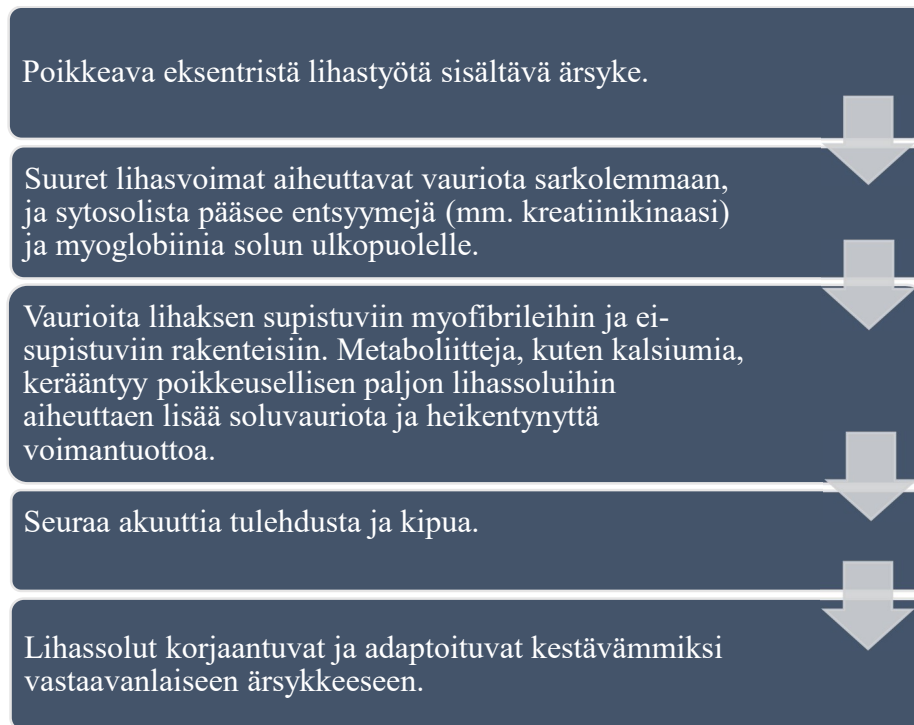 Poikkeava eksentristä lihastyötä sisältävä ärsyke.
Suuret lihasvoimat aiheuttavat vauriota sarkolemmaan,
ja sytosolista pääsee entsyymejä (mm. kreatiinikinaasi)
ja myoglobiinia solun ulkopuolelle.
Vaurioita lihaksen supistuviin myofibrileihin ja ei-
supistuviin rakenteisiin. Metaboliitteja, kuten kalsiumia,
kerääntyy poikkeusellisen paljon lihassoluihin
aiheuttaen lisää soluvauriota ja heikentynyttä
voimantuottoa.
Seuraa akuuttia tulehdusta ja kipua.
Lihassolut korjaantuvat ja adaptoituvat kestävämmiksi
vastaavanlaiseen ärsykkeeseen.